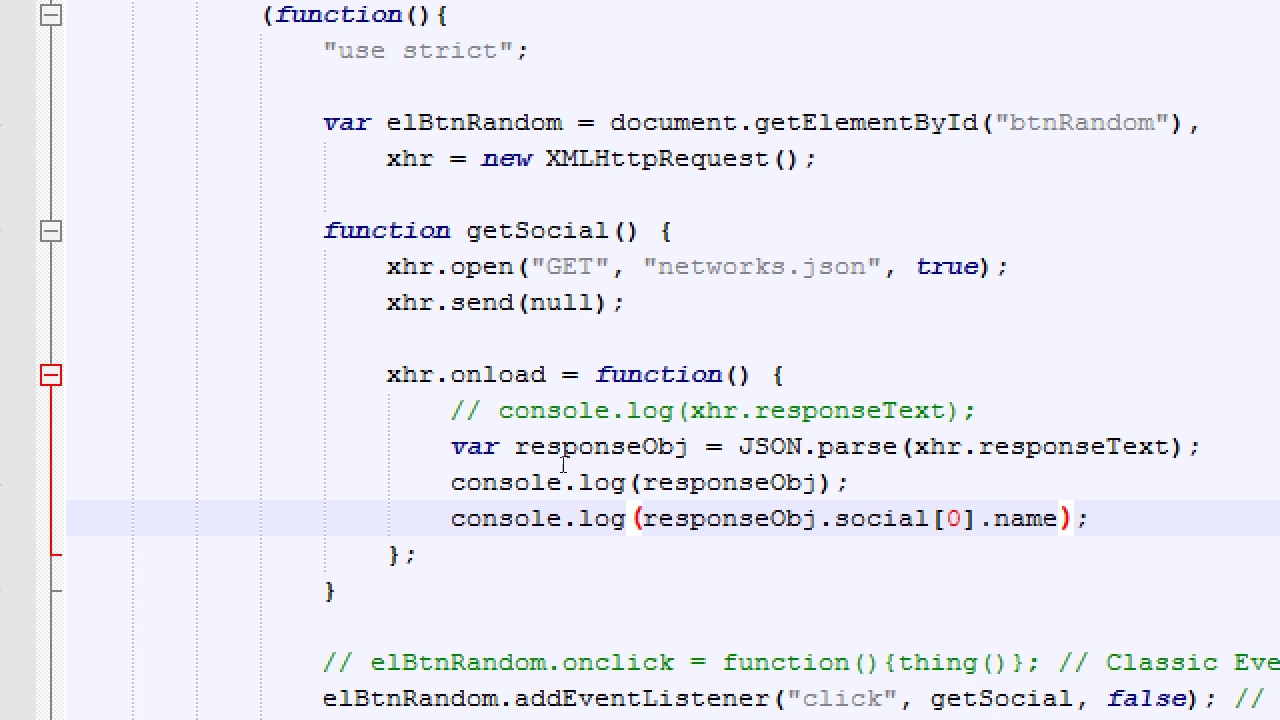 (function(){
"use strict";
var elBtnRandom = document.getElementById("btnRandom"),
xhr = new XMLHttpRequest();
function getSocial() {
xhr.open("GET", "networks.json", true);
xhr.send(null);
xhr.onload = function() {
// console.log(xhr.responseText);
var responseObj = JSON.parse(xhr.responseText);
console.log(responseObj);
console.log(responseObj.social[0].name);
};
}
// elBtnRandom.onclick = function(){thing()}; // Classic Eve
elBtnRandom.addEventListener("click", getSocial, false); //